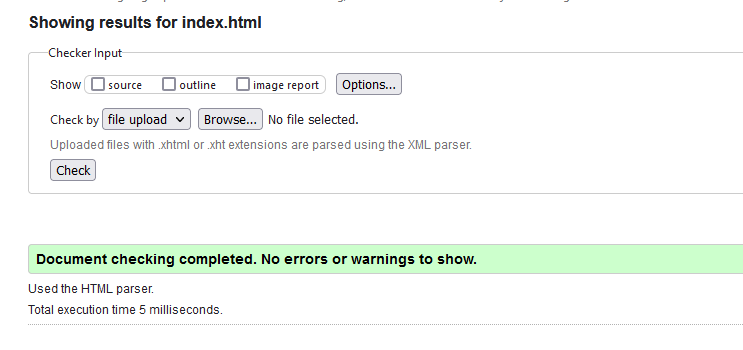 Showing results for index.html
Checker Input
Show source outline image report Options...
Check by file upload Browse... No file selected.
Uploaded files with .xhtml or .xht extensions are parsed using the XML parser.
Check
Document checking completed. No errors or warnings to show.
Used the HTML parser.
Total execution time 5 milliseconds.